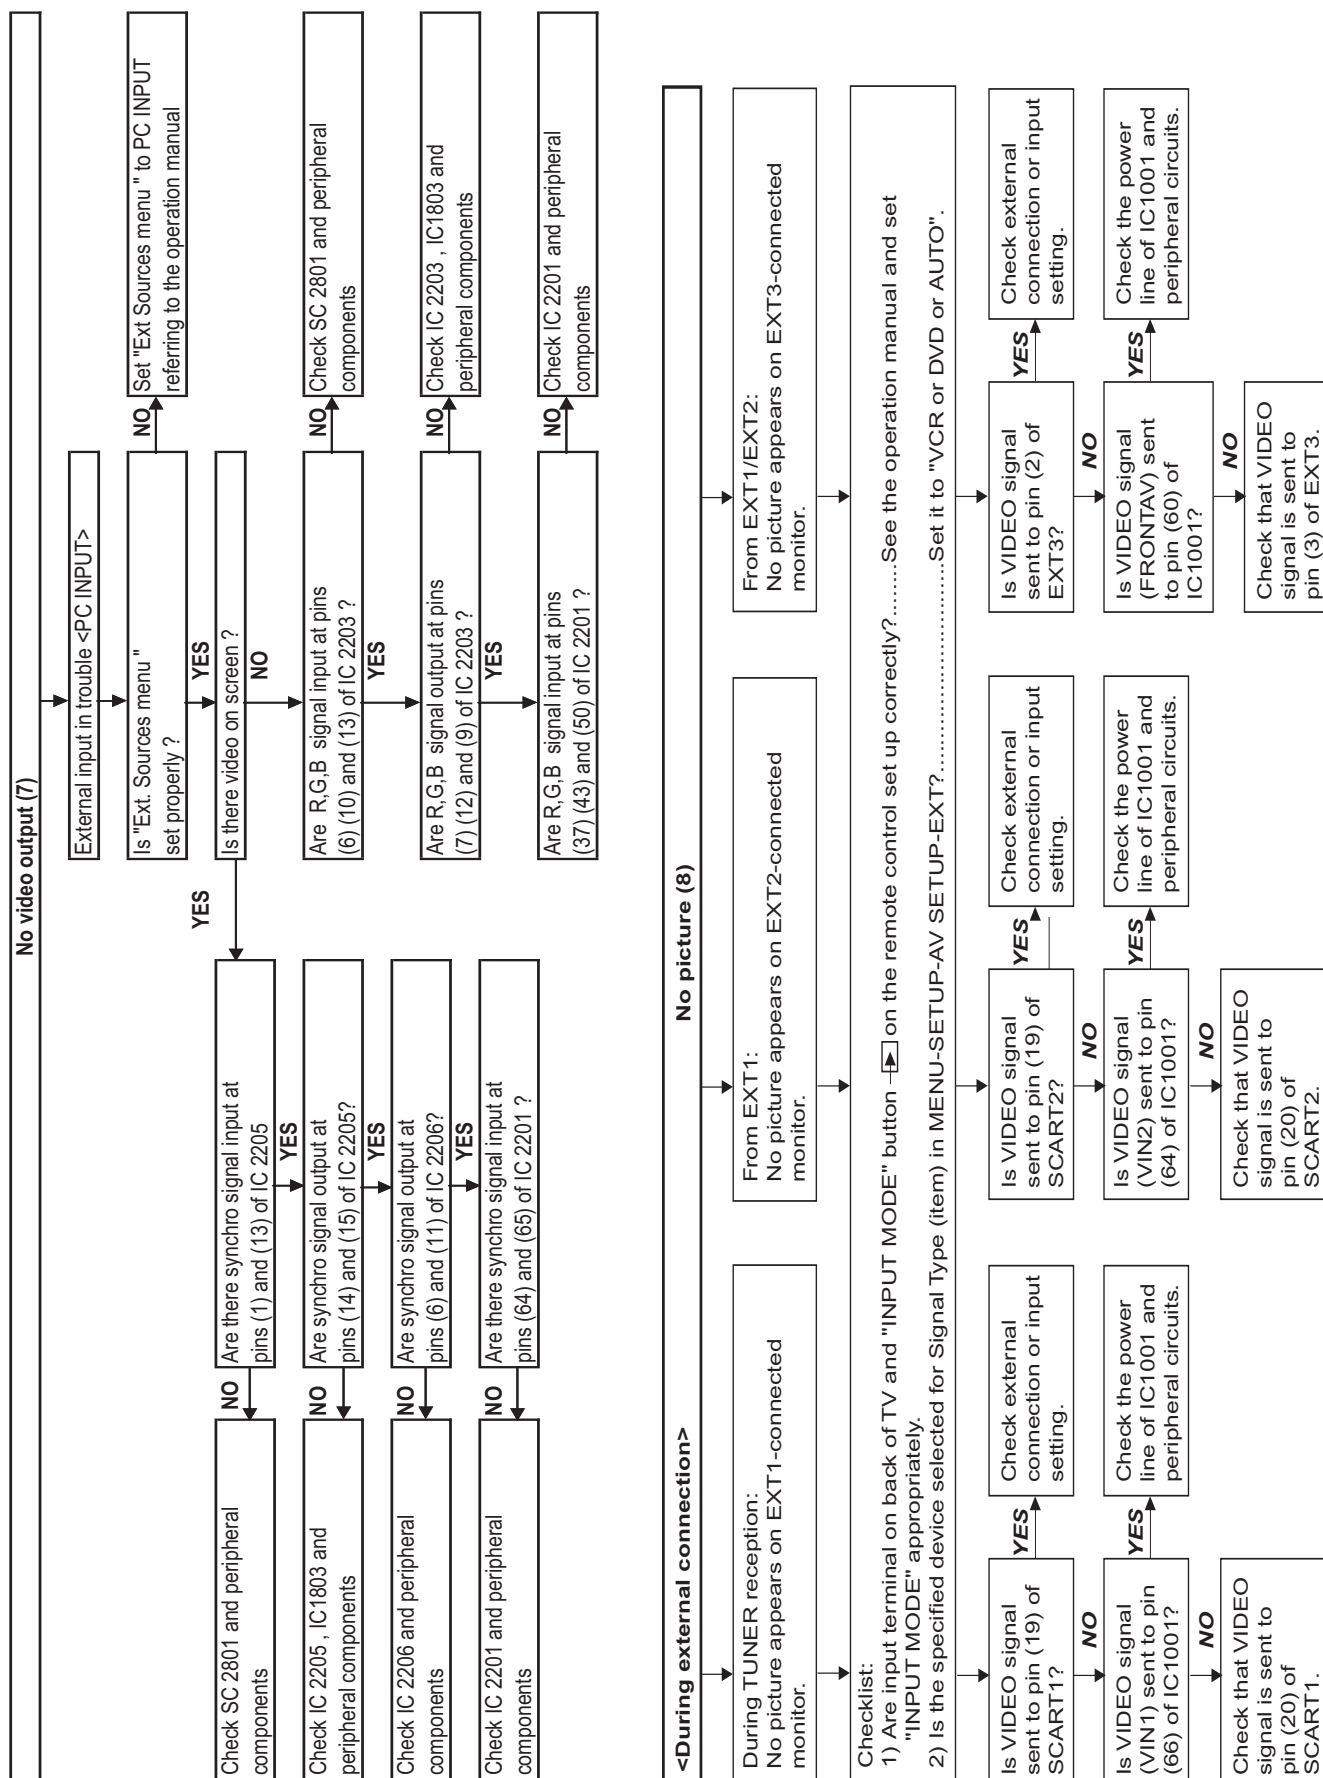 No video output (7)
External input in trouble <PC INPUT>
Is "Ext. Sources menu "
set properly ?
NO
Set "Ext Sources menu " to PC INPUT
referring to the operation manual
YES
Is there video on screen ?
YES
NO
Are there synchro signal input at
pins (1) and (13) of IC 2205
NO
Check SC 2801 and peripheral
components
YES
Are synchro signal output at
pins (14) and (15) of IC 2205?
NO
Check IC 2205 , IC1803 and
peripheral components
YES
Are synchro signal output at
pins (6) and (11) of IC 2206?
NO
Check IC 2206 and peripheral
components
YES
Are there synchro signal input at
pins (64) and (65) of IC 2201 ?
NO
Check IC 2201 and peripheral
components
Are R,G,B signal input at pins
(6) (10) and (13) of IC 2203 ?
NO
Check SC 2801 and peripheral
components
YES
Are R,G,B signal output at pins
(7) (12) and (9) of IC 2203 ?
NO
Check IC 2203 , IC1803 and
peripheral components
YES
Are R,G,B signal input at pins
(37) (43) and (50) of IC 2201 ?
NO
Check IC 2201 and peripheral
components
<During external connection>
No picture (8)
During TUNER reception:
No picture appears on EXT1-connected
monitor.
From EXT1:
No picture appears on EXT2-connected
monitor.
From EXT1/EXT2:
No picture appears on EXT3-connected
monitor.
Checklist:
1) Are input terminal on back of TV and "INPUT MODE" button on the remote control set up correctly?........See the operation manual and set
"INPUT MODE" appropriately.
2) Is the specified device selected for Signal Type (item) in MENU-SETUP-AV SETUP-EXT?................................Set it to "VCR or DVD or AUTO".
Is VIDEO signal
sent to pin (19) of
SCART1?
YES
Check external
connection or input
setting.
NO
Is VIDEO signal
(VIN1) sent to pin
(66) of IC1001?
YES
Check the power
line of IC1001 and
peripheral circuits.
NO
Check that VIDEO
signal is sent to
pin (20) of
SCART1.
Is VIDEO signal
sent to pin (19) of
SCART2?
YES
Check external
connection or input
setting.
NO
Is VIDEO signal
(VIN2) sent to pin
(64) of IC1001?
YES
Check the power
line of IC1001 and
peripheral circuits.
NO
Check that VIDEO
signal is sent to
pin (20) of
SCART2.
Is VIDEO signal
sent to pin (2) of
EXT3?
YES
Check external
connection or input
setting.
NO
Is VIDEO signal
(FRONTAV) sent
to pin (60) of
IC1001?
YES
Check the power
line of IC1001 and
peripheral circuits.
NO
Check that VIDEO
signal is sent to
pin (3) of EXT3.